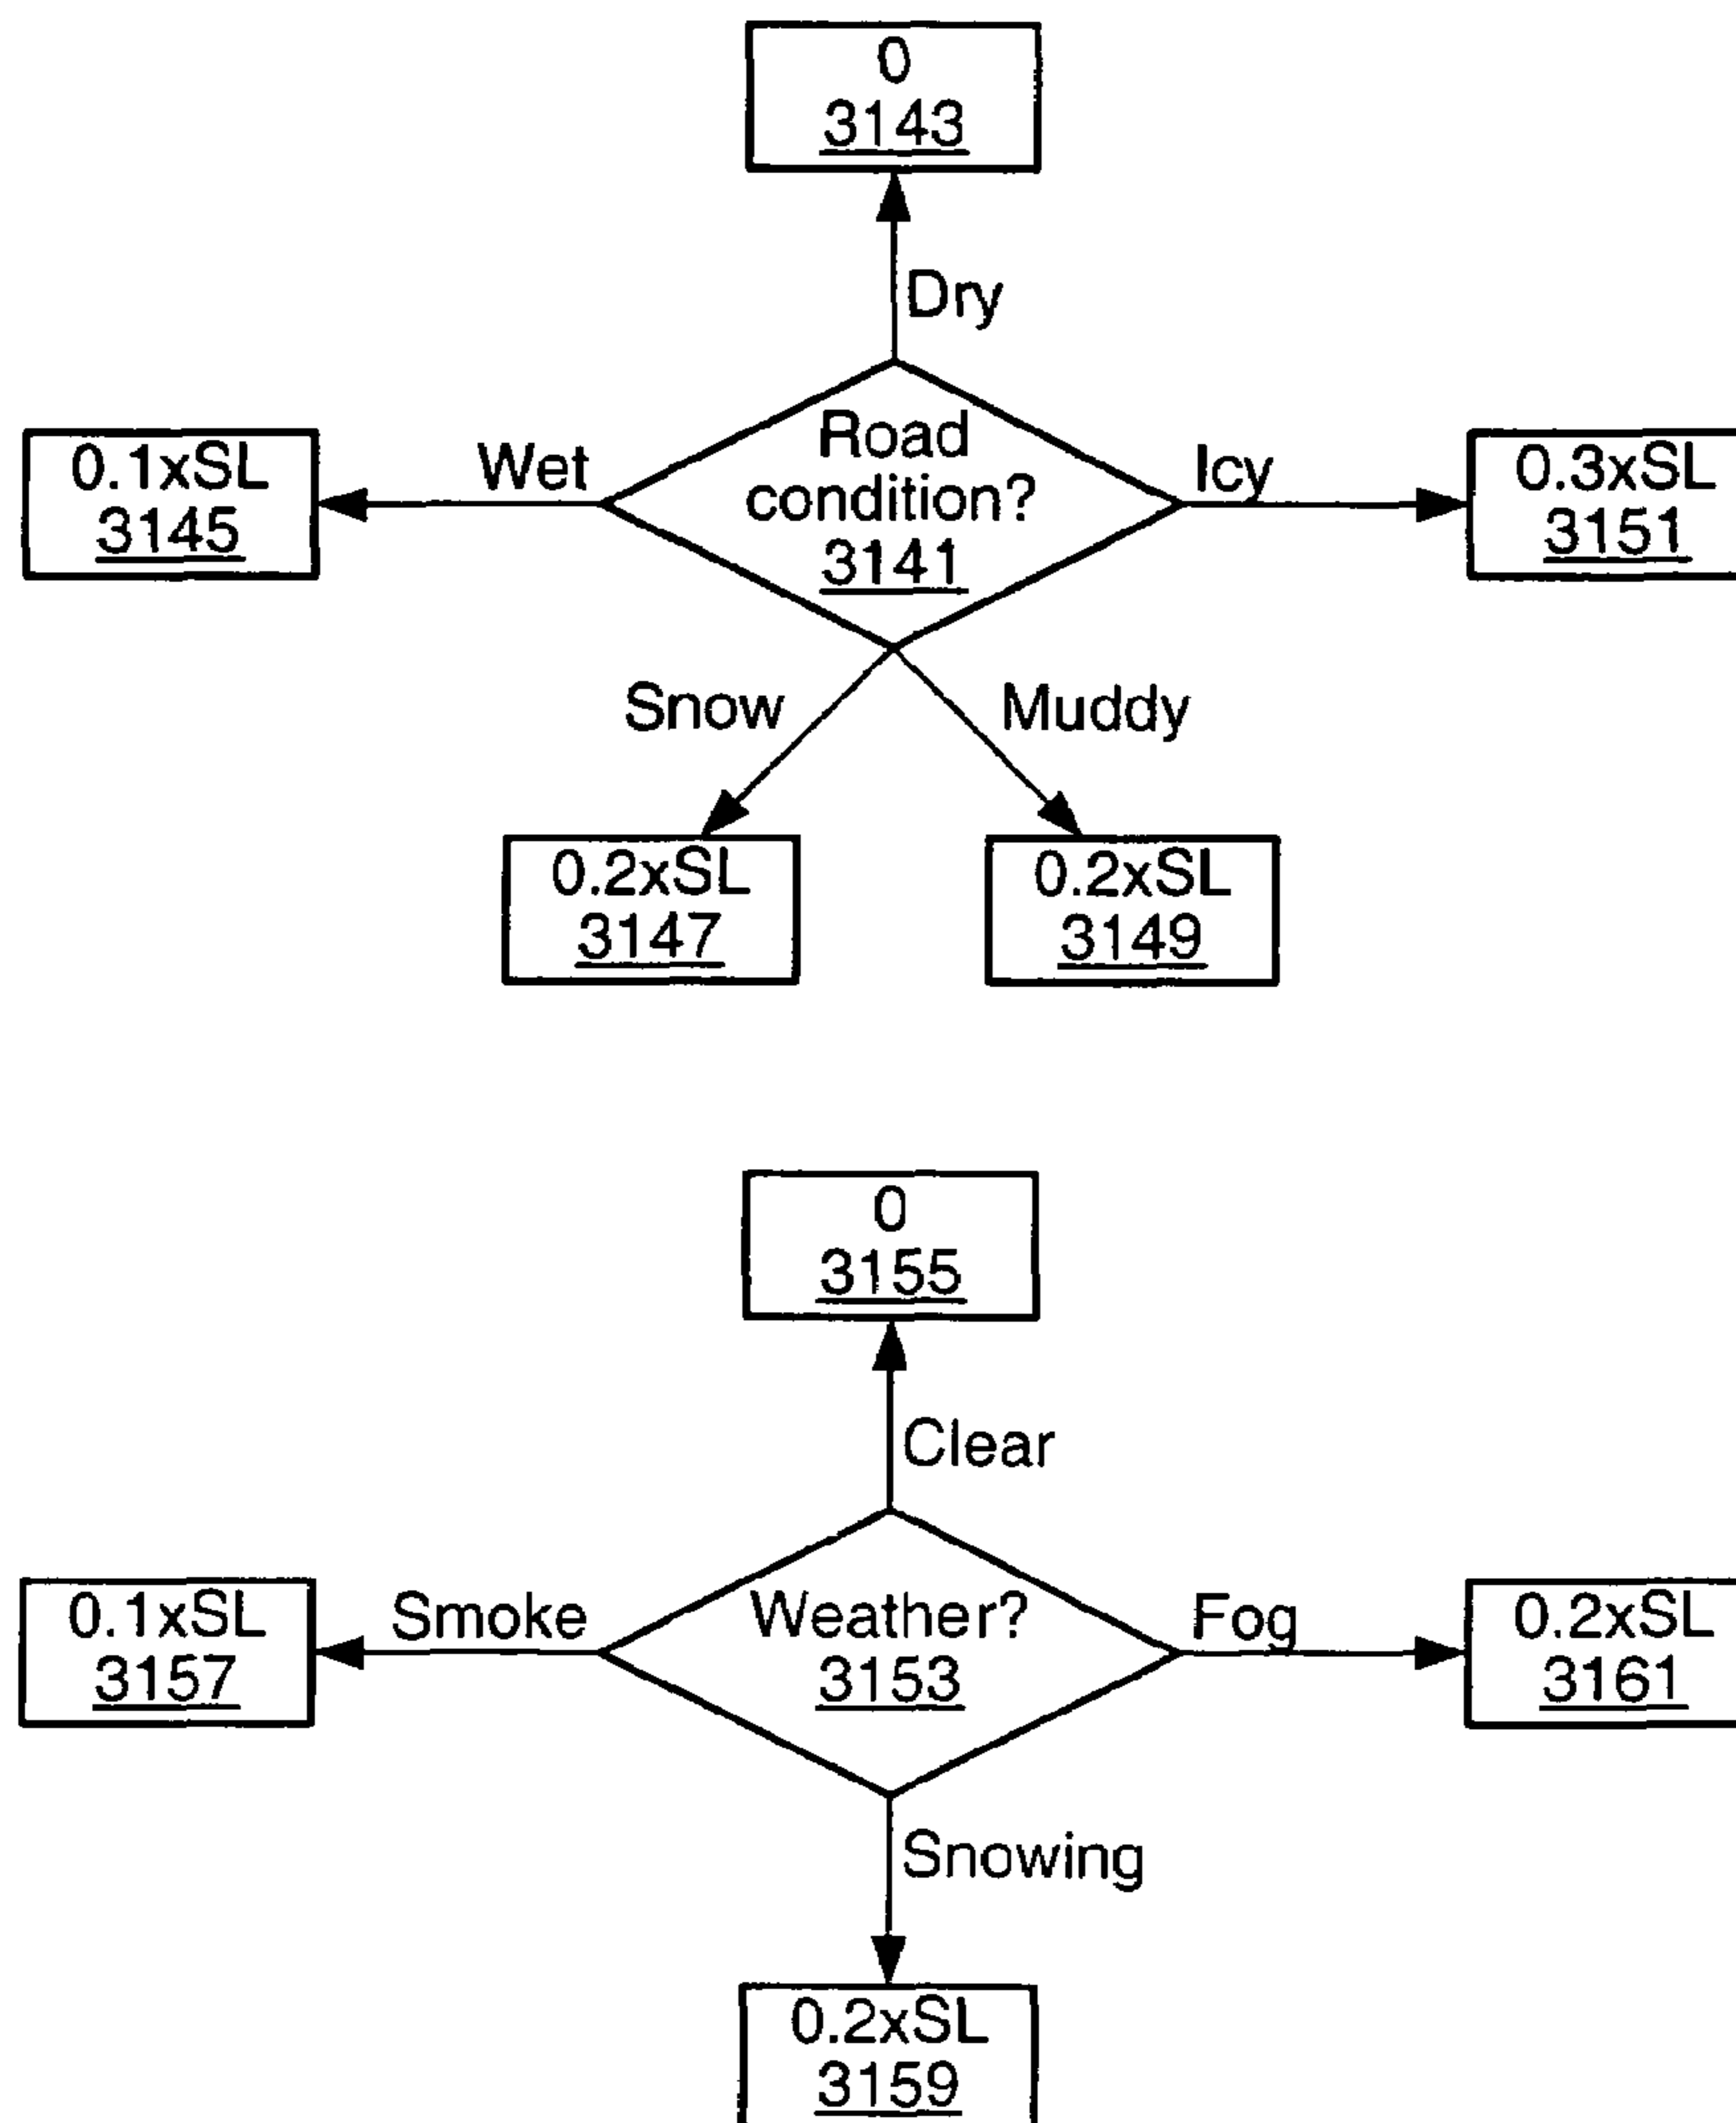 0
3143
Dry
Road
condition?
3141
Wet
0.1xSL
3145
Icy
0.3xSL
3151
Snow
Muddy
0.2xSL
3147
0.2xSL
3149
0
3155
Clear
Weather?
3153
Smoke
0.1xSL
3157
Fog
0.2xSL
3161
Snowing
0.2xSL
3159